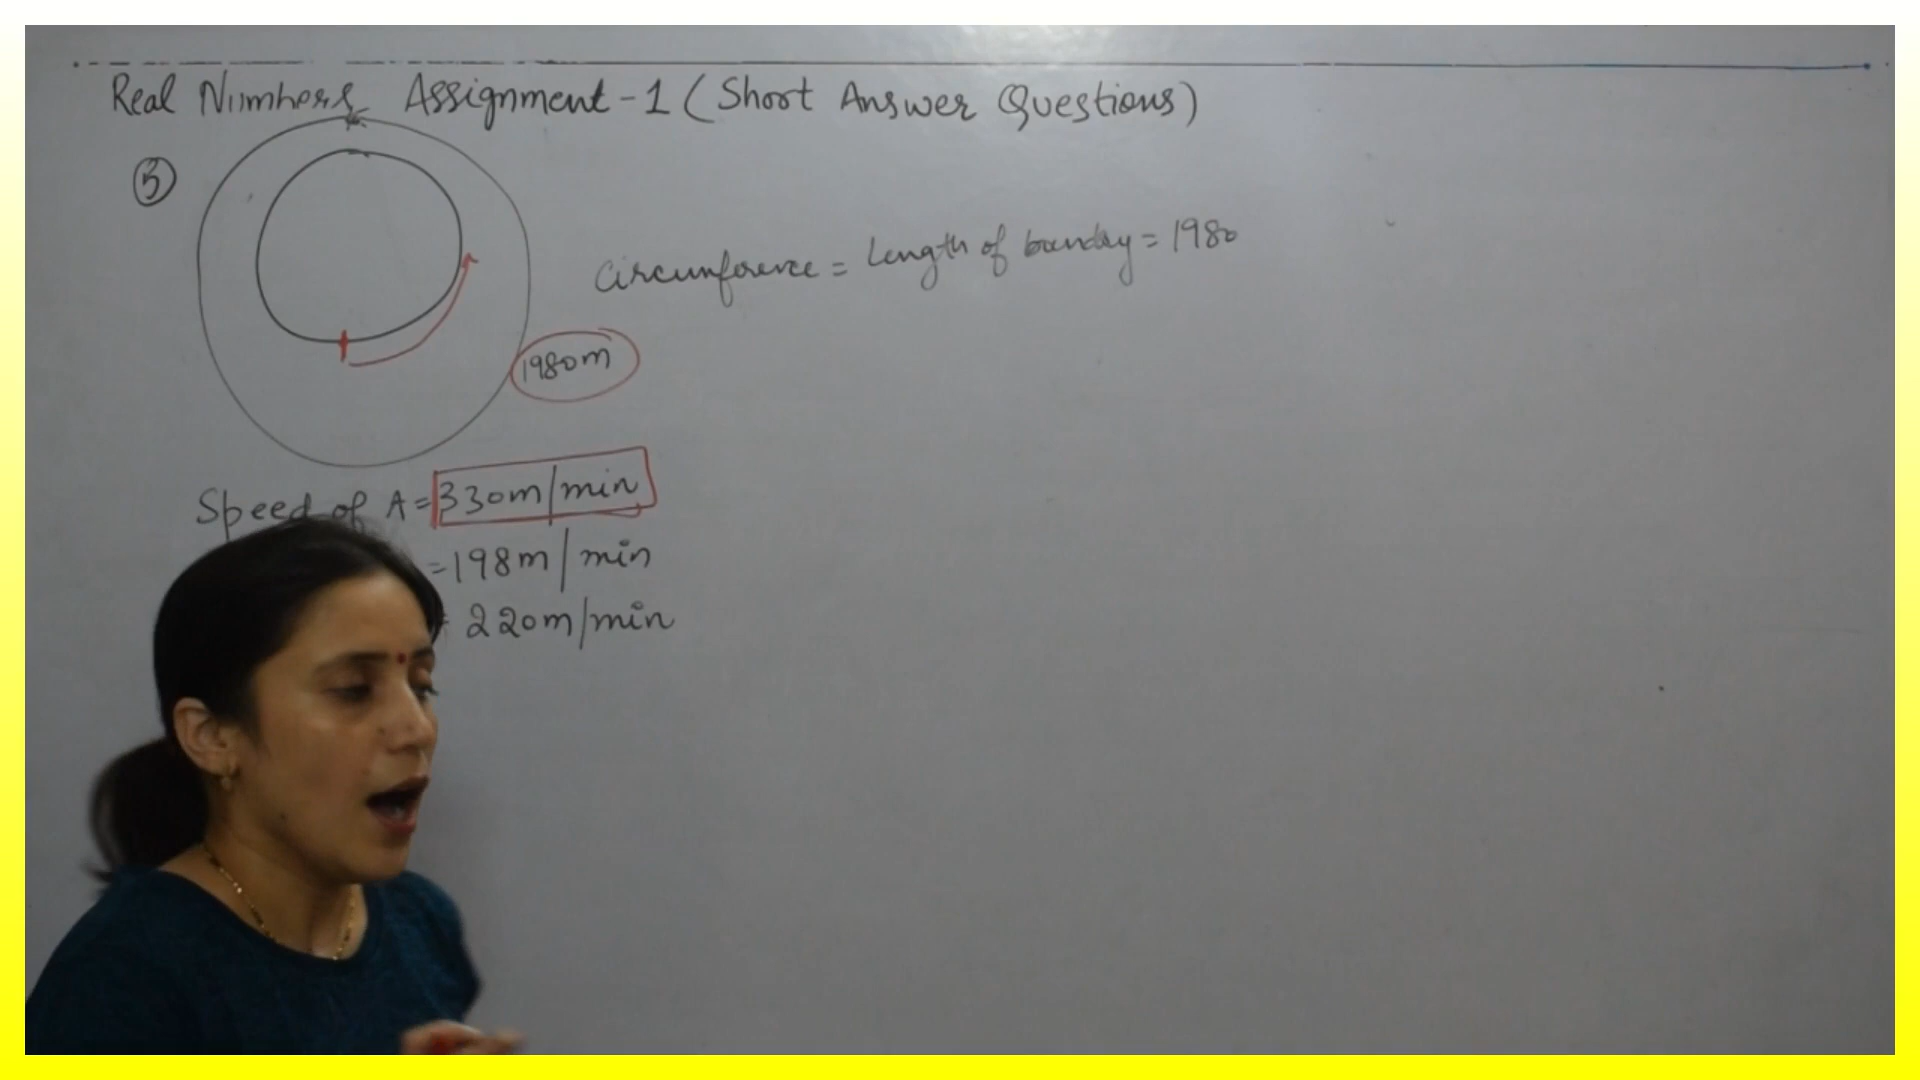 Real Numbers Assignment-1 (Short Answer Questions)
3
Circumference = Length of bounday = 1980
1980m
Speed of A = 330m/min
= 198m/min
= 220m/min